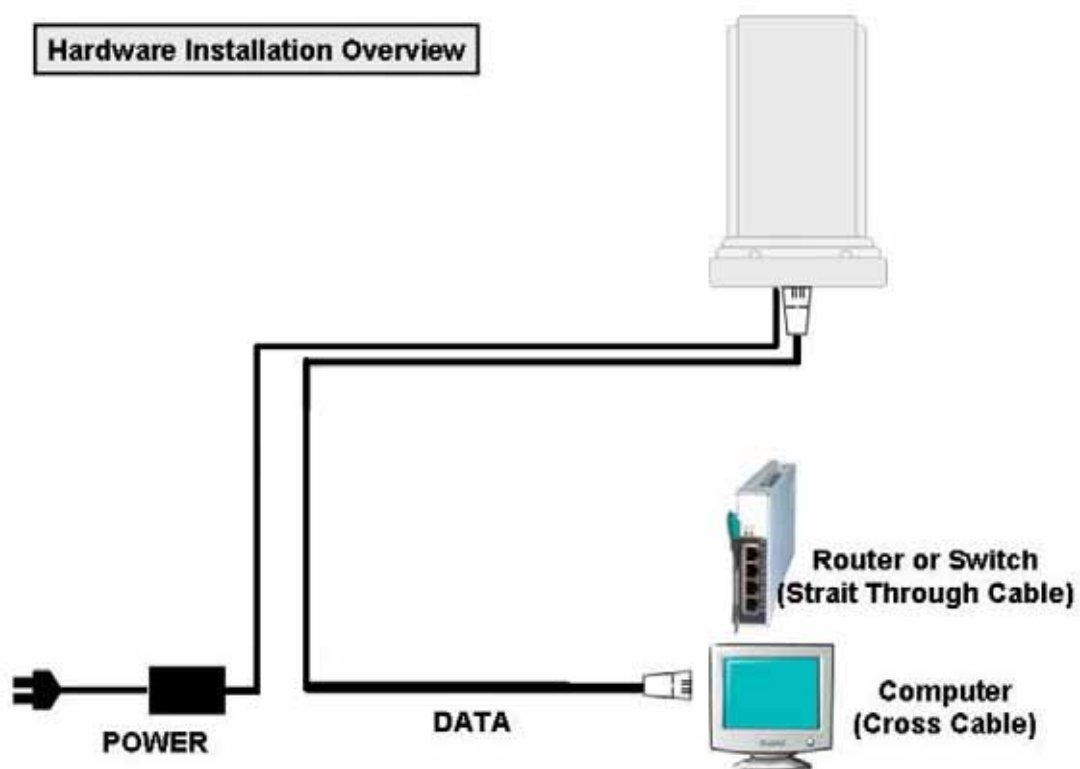 Hardware Installation Overview
Router or Switch
(Strait Through Cable)
Computer
(Cross Cable)
DATA
POWER